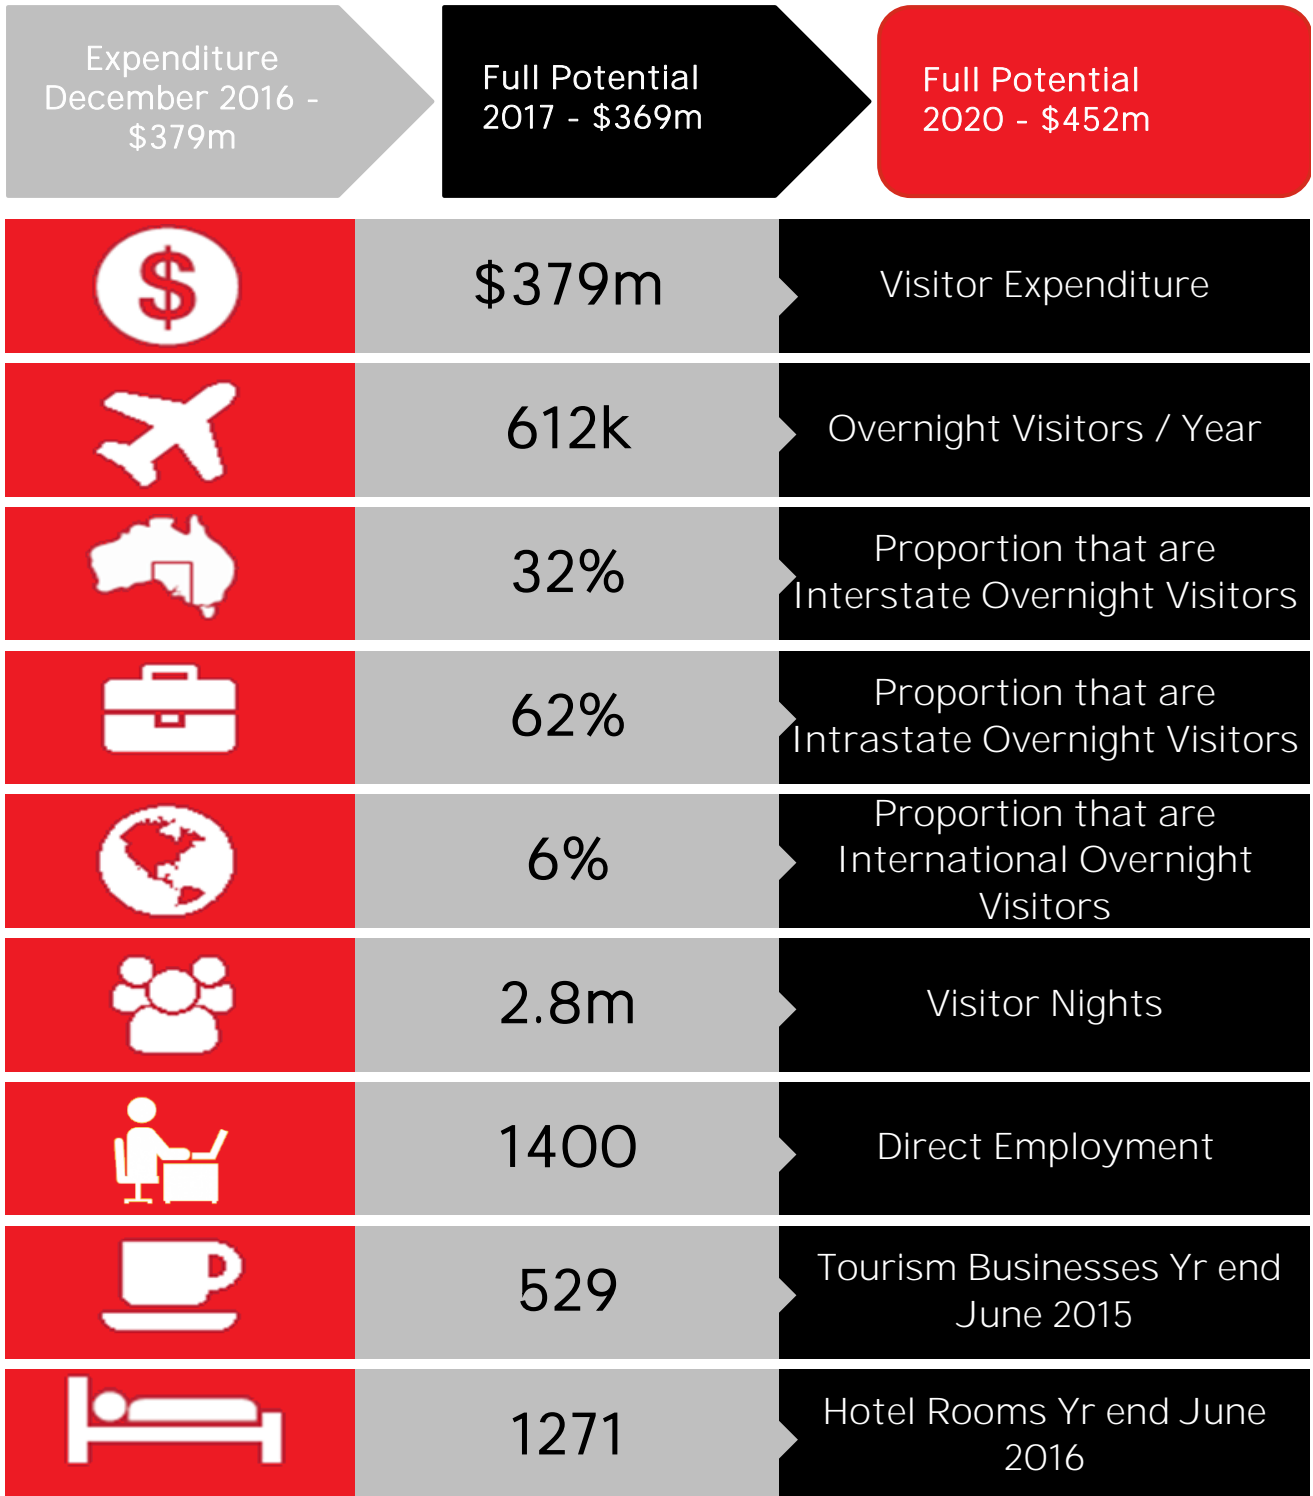 Expenditure
December 2016 -
$379m
Full Potential
2017 - $369m
Full Potential
2020 - $452m
$
$379m
Visitor Expenditure
612k
Overnight Visitors / Year
32%
Proportion that are
Interstate Overnight Visitors
62%
Proportion that are
Intrastate Overnight Visitors
6%
Proportion that are
International Overnight
Visitors
2.8m
Visitor Nights
1400
Direct Employment
529
Tourism Businesses Yr end
June 2015
1271
Hotel Rooms Yr end June
2016